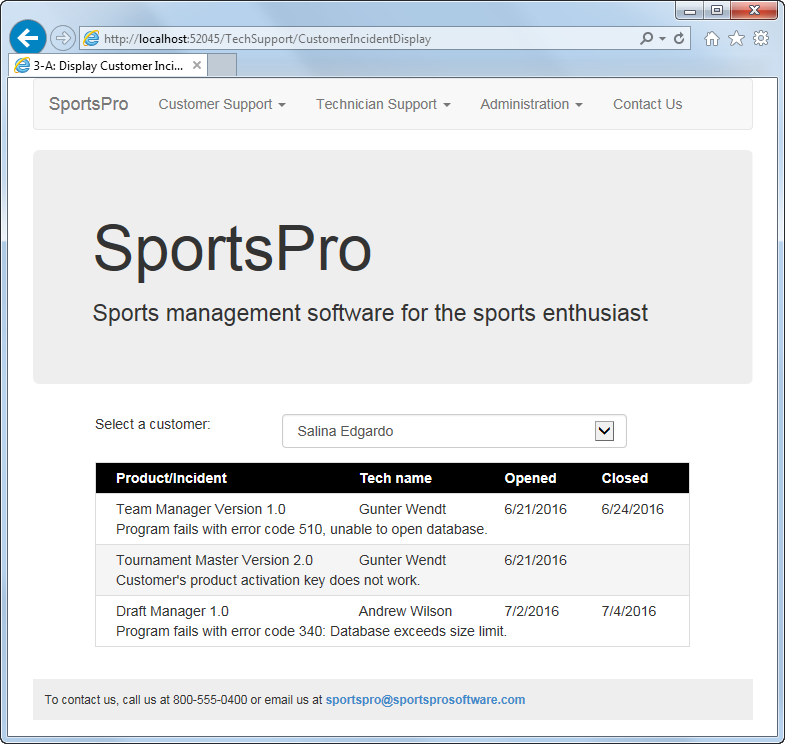 http://localhost:52045/TechSupport/CustomerIncidentDisplay
3-A: Display Customer Inci...
SportsPro Customer Support Technician Support Administration Contact Us
SportsPro
Sports management software for the sports enthusiast
Select a customer: Salina Edgardo
Product/Incident Tech name Opened Closed
Team Manager Version 1.0 Gunter Wendt 6/21/2016 6/24/2016
Program fails with error code 510, unable to open database.
Tournament Master Version 2.0 Gunter Wendt 6/21/2016
Customer's product activation key does not work.
Draft Manager 1.0 Andrew Wilson 7/2/2016 7/4/2016
Program fails with error code 340: Database exceeds size limit.
To contact us, call us at 800-555-0400 or email us at sportspro@sportsprosoftware.com